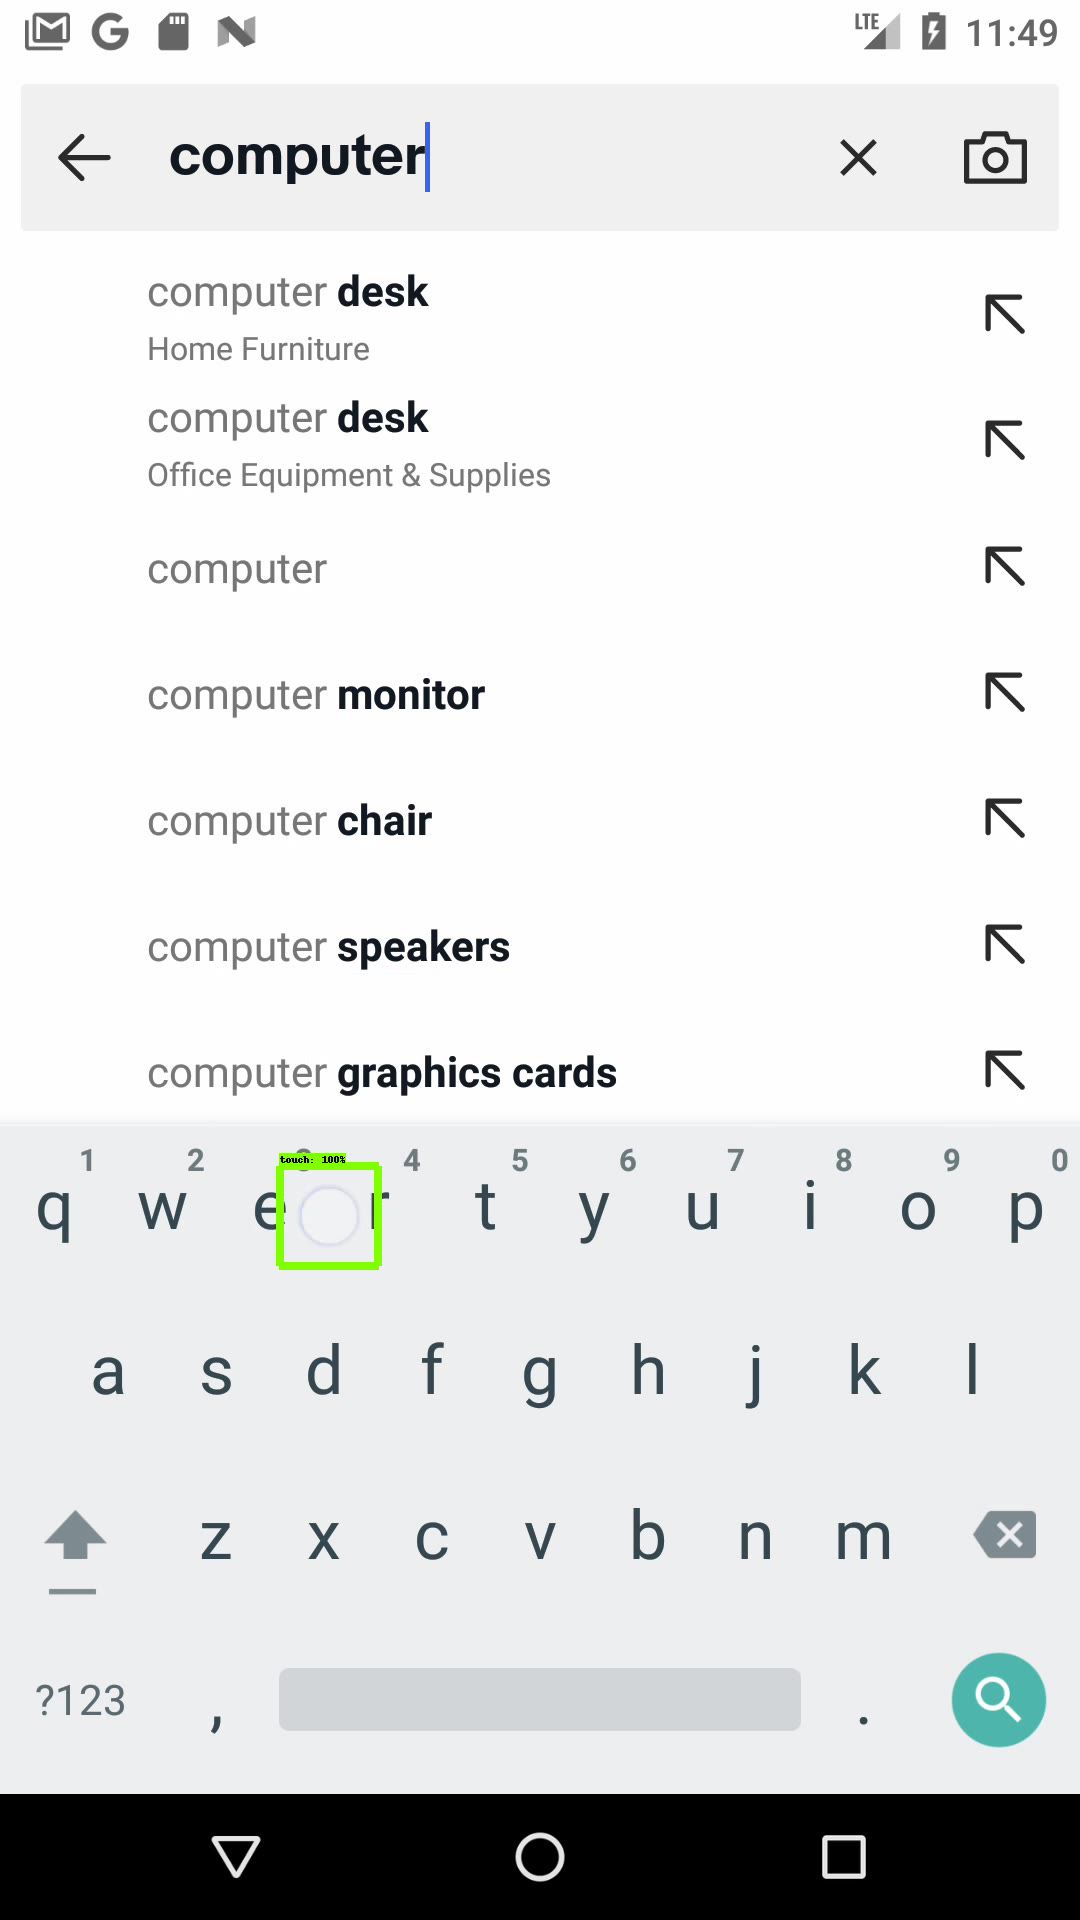 LTE 11:49
computer
computer desk
Home Furniture
computer desk
Office Equipment & Supplies
computer
computer monitor
computer chair
computer speakers
computer graphics cards
touch: 100%
1 2 3 4 5 6 7 8 9 0
q w e r t y u i o p
a s d f g h j k l
z x c v b n m
?123 , .